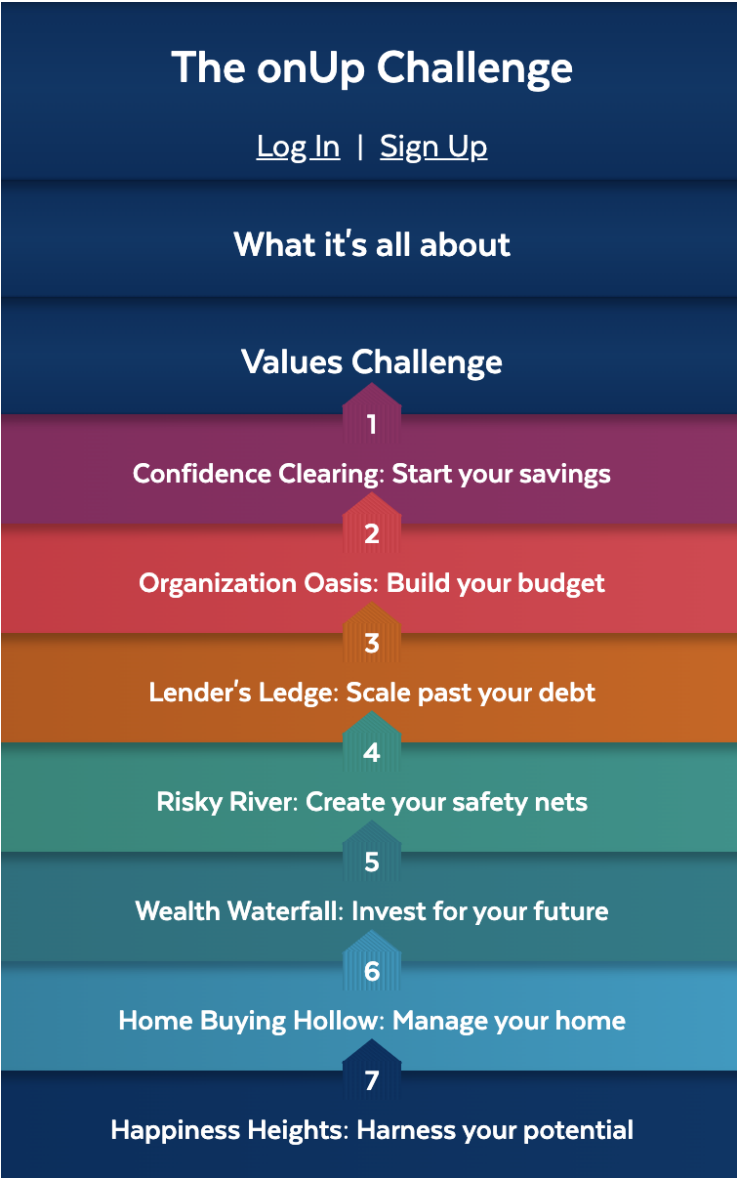 The onUp Challenge
Log In | Sign Up
What it's all about
Values Challenge
1
Confidence Clearing: Start your savings
2
Organization Oasis: Build your budget
3
Lender's Ledge: Scale past your debt
4
Risky River: Create your safety nets
5
Wealth Waterfall: Invest for your future
6
Home Buying Hollow: Manage your home
7
Happiness Heights: Harness your potential